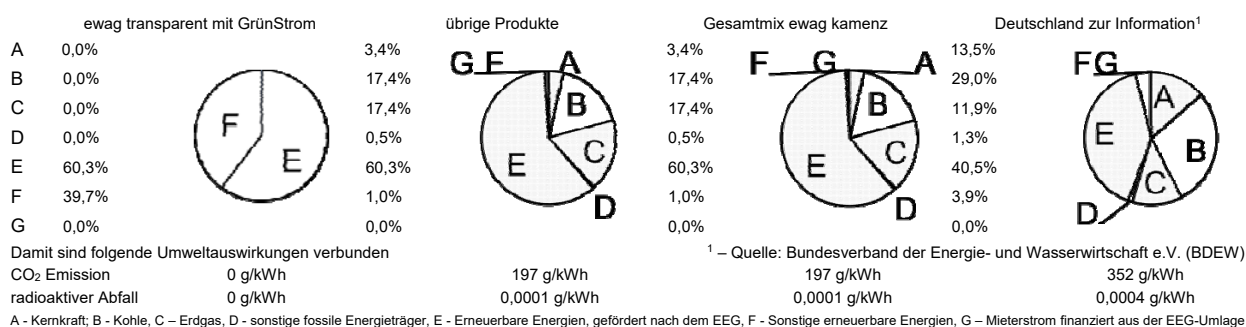 ewag transparent mit GrünStrom übrige Produkte Gesamtmix ewag kamenz Deutschland zur Information¹
A 0,0% 3,4% G F A 3,4% F G A 13,5% F G
B 0,0% 17,4% 17,4% 29,0% A
C 0,0% F 17,4% B 17,4% B 11,9%
D 0,0% E 0,5% E C 0,5% E C 1,3% E B
E 60,3% 60,3% 60,3% 40,5% C
F 39,7% 1,0% D 1,0% D 3,9% D
G 0,0% 0,0% 0,0% 0,0%
Damit sind folgende Umweltauswirkungen verbunden ¹ – Quelle: Bundesverband der Energie- und Wasserwirtschaft e.V. (BDEW)
CO₂ Emission 0 g/kWh 197 g/kWh 197 g/kWh 352 g/kWh
radioaktiver Abfall 0 g/kWh 0,0001 g/kWh 0,0001 g/kWh 0,0004 g/kWh
A - Kernkraft; B - Kohle, C – Erdgas, D - sonstige fossile Energieträger, E - Erneuerbare Energien, gefördert nach dem EEG, F - Sonstige erneuerbare Energien, G – Mieterstrom finanziert aus der EEG-Umlage